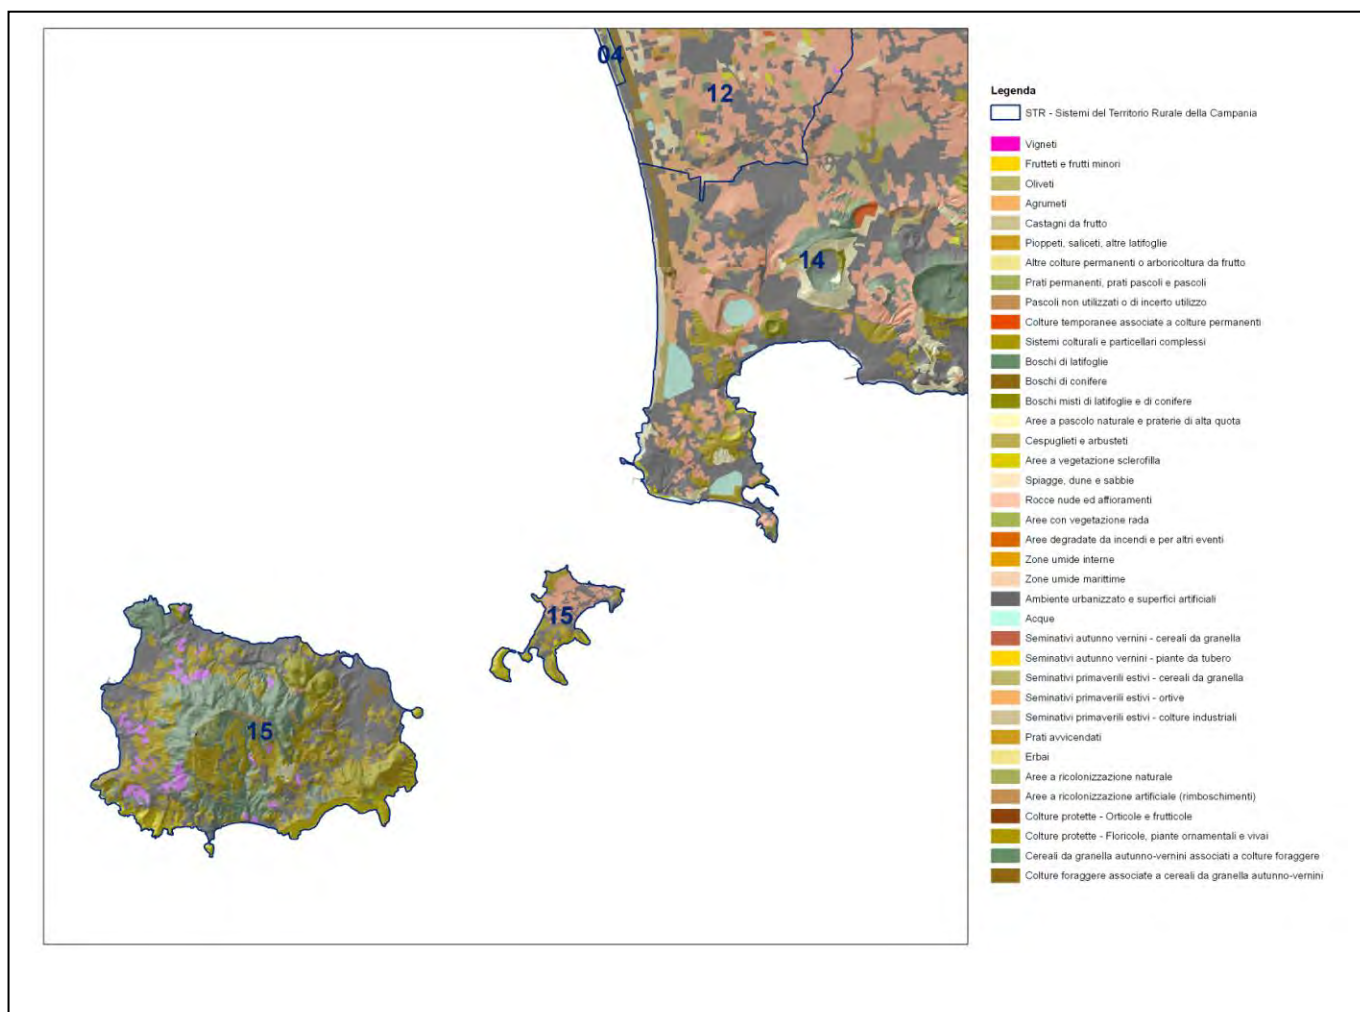 04
12
14
15
15
Legenda
STR - Sistemi del Territorio Rurale della Campania
Vigneti
Frutteti e frutti minori
Oliveti
Agrumeti
Castagni da frutto
Pioppeti, saliceti, altre latifoglie
Altre colture permanenti o arboricoltura da frutto
Prati permanenti, prati pascoli e pascoli
Pascoli non utilizzati o di incerto utilizzo
Colture temporanee associate a colture permanenti
Sistemi colturali e particellari complessi
Boschi di latifoglie
Boschi di conifere
Boschi misti di latifoglie e di conifere
Aree a pascolo naturale e praterie di alta quota
Cespuglieti e arbusteti
Aree a vegetazione sclerofilla
Spiagge, dune e sabbie
Rocce nude ed affioramenti
Aree con vegetazione rada
Aree degradate da incendi e per altri eventi
Zone umide interne
Zone umide marittime
Ambiente urbanizzato e superfici artificiali
Acque
Seminativi autunno vernini - cereali da granella
Seminativi autunno vernini - piante da tubero
Seminativi primaverili estivi - cereali da granella
Seminativi primaverili estivi - ortive
Seminativi primaverili estivi - colture industriali
Prati avvicendati
Erbai
Aree a ricolonizzazione naturale
Aree a ricolonizzazione artificiale (rimboschimenti)
Colture protette - Orticole e frutticole
Colture protette - Floricole, piante ornamentali e vivai
Cereali da granella autunno-vernini associati a colture foraggere
Colture foraggere associate a cereali da granella autunno-vernini